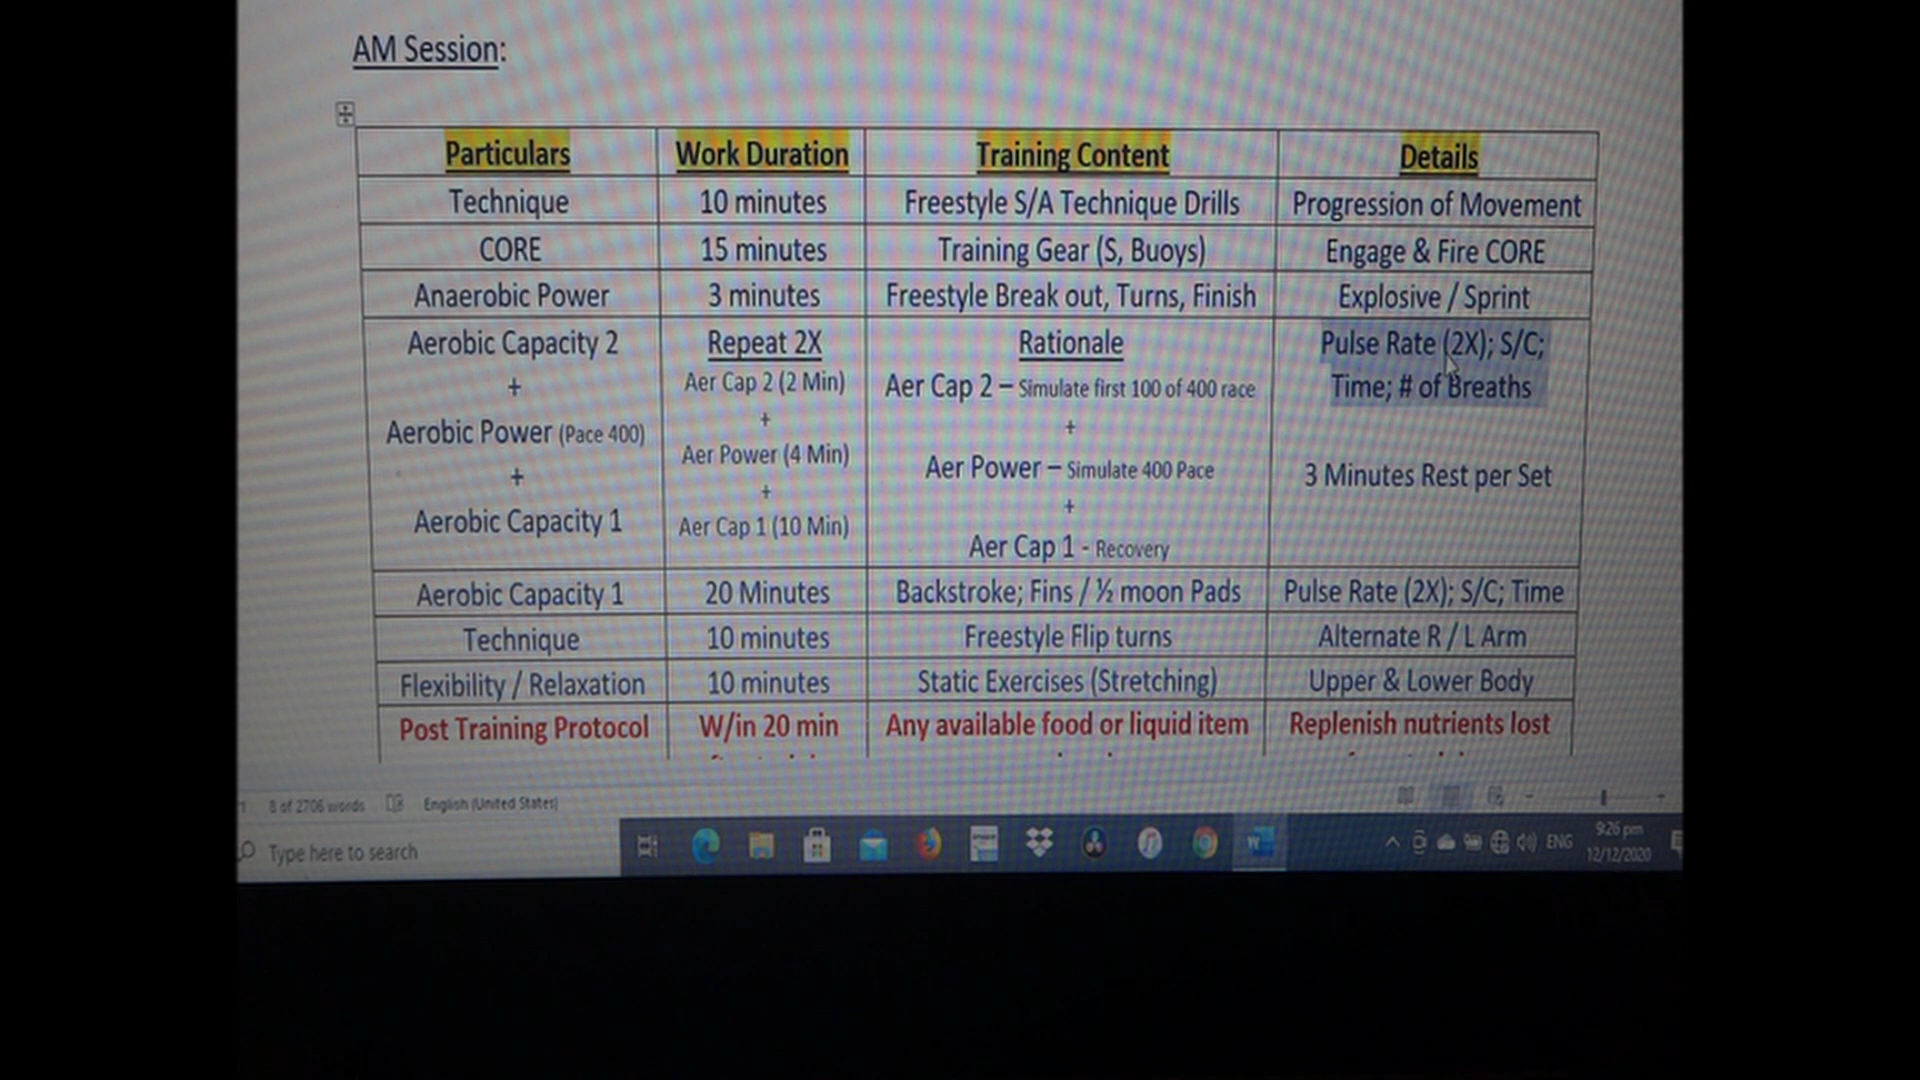 AM Session:
Particulars Work Duration Training Content Details
Technique 10 minutes Freestyle S/A Technique Drills Progression of Movement
CORE 15 minutes Training Gear (S, Buoys) Engage & Fire CORE
Anaerobic Power 3 minutes Freestyle Break out, Turns, Finish Explosive / Sprint
Aerobic Capacity 2 Repeat 2X Rationale Pulse Rate (2X); S/C;
+ Aer Cap 2 (2 Min) Aer Cap 2 – Simulate first 100 of 400 race Time; # of Breaths
+ +
Aerobic Power (Pace 400) Aer Power (4 Min) Aer Power – Simulate 400 Pace 3 Minutes Rest per Set
+ + +
Aerobic Capacity 1 Aer Cap 1 (10 Min) Aer Cap 1 - Recovery
Aerobic Capacity 1 20 Minutes Backstroke; Fins / ½ moon Pads Pulse Rate (2X); S/C; Time
Technique 10 minutes Freestyle Flip turns Alternate R / L Arm
Flexibility / Relaxation 10 minutes Static Exercises (Stretching) Upper & Lower Body
Post Training Protocol W/in 20 min Any available food or liquid item Replenish nutrients lost
8 of 2706 words English (United States)
Type here to search ENG 9:26 pm
12/12/2020